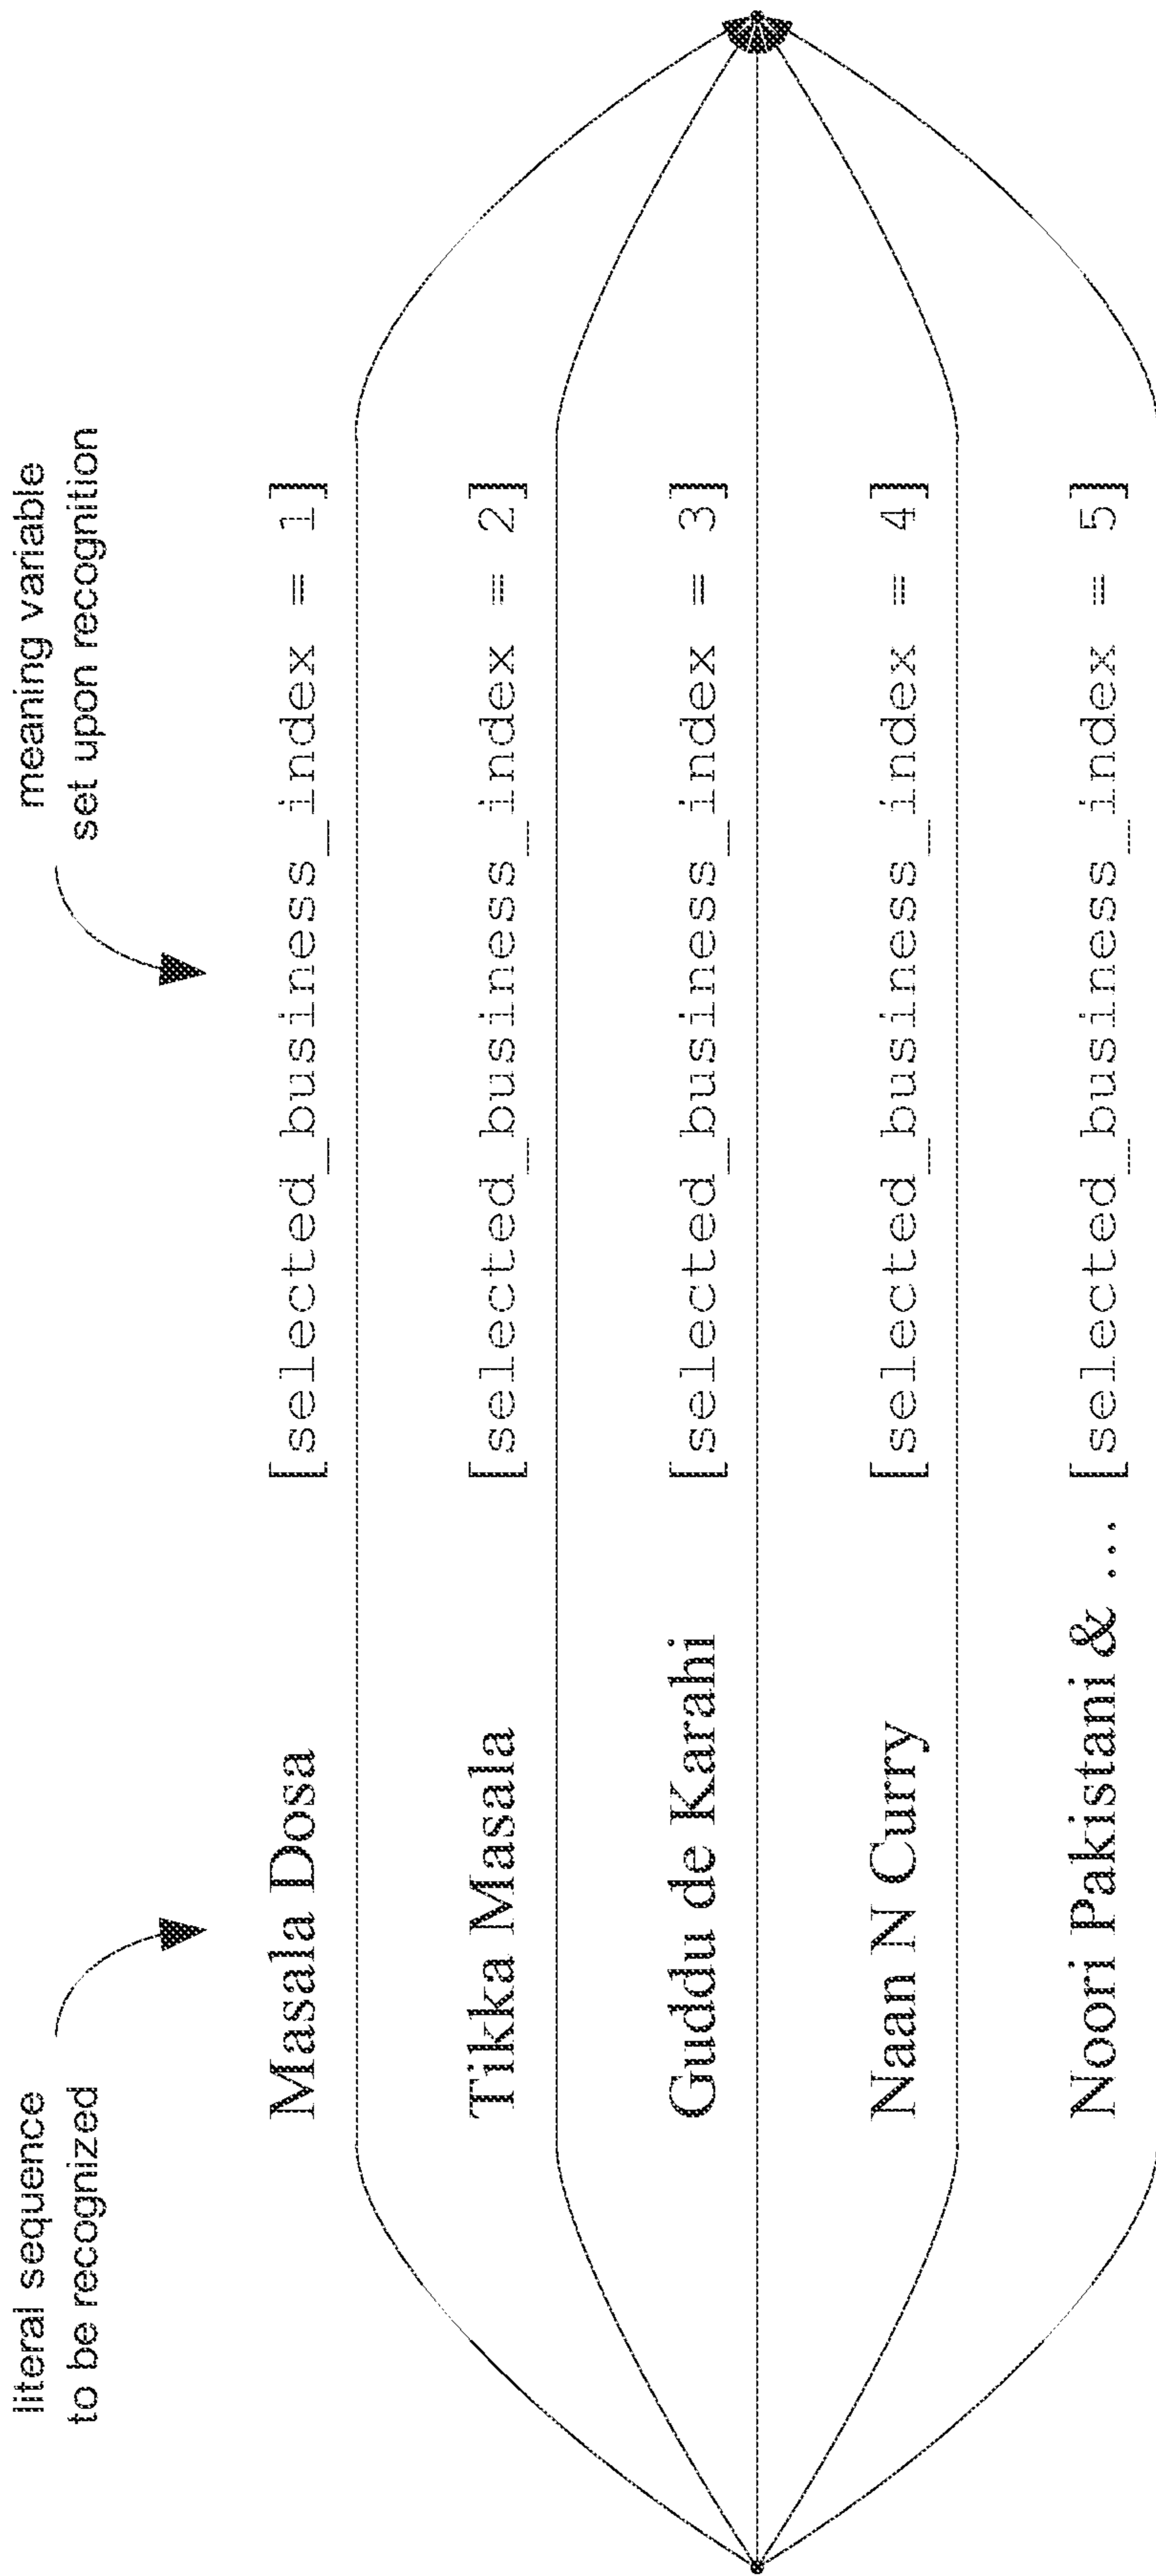 literal sequence
to be recognized
meaning variable
set upon recognition
Masala Dosa [selected_business_index = 1]
Tikka Masala [selected_business_index = 2]
Guddu de Karahi [selected_business_index = 3]
Naan N Curry [selected_business_index = 4]
Noori Pakistani & ... [selected_business_index = 5]